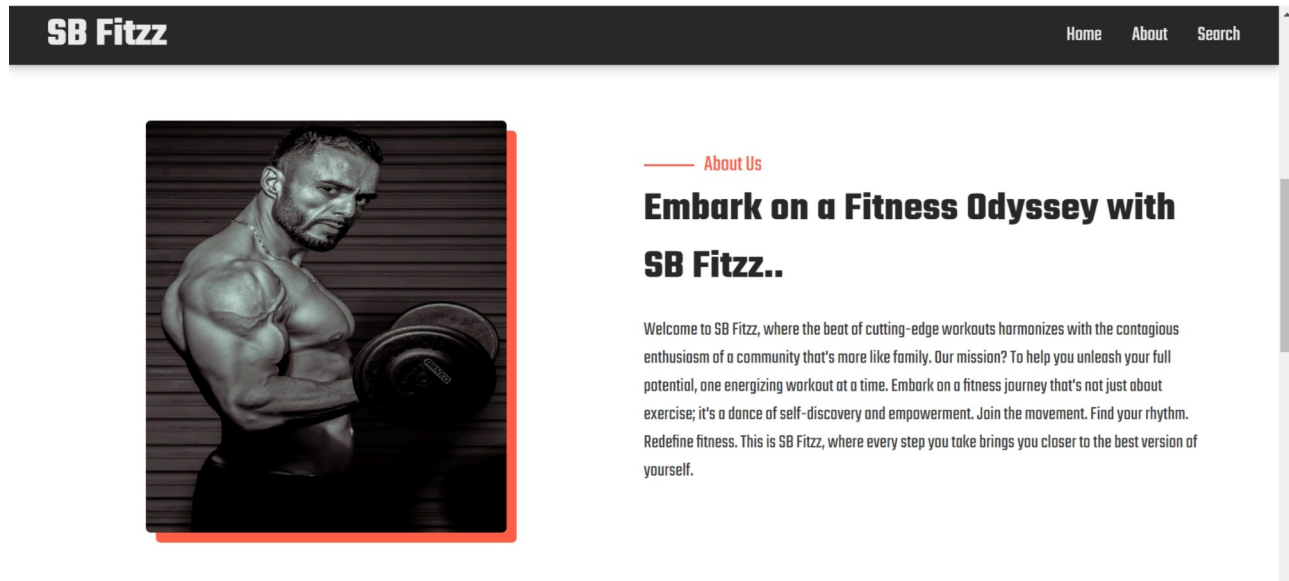 SB Fitzz
Home About Search
About Us
Embark on a Fitness Odyssey with
SB Fitzz..
Welcome to SB Fitzz, where the beat of cutting-edge workouts harmonizes with the contagious
enthusiasm of a community that's more like family. Our mission? To help you unleash your full
potential, one energizing workout at a time. Embark on a fitness journey that's not just about
exercise; it's a dance of self-discovery and empowerment. Join the movement. Find your rhythm.
Redefine fitness. This is SB Fitzz, where every step you take brings you closer to the best version of
yourself.